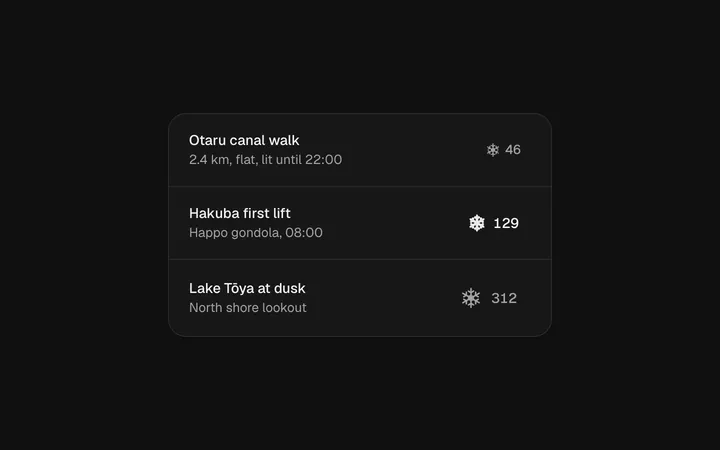 Otaru canal walk
2.4 km, flat, lit until 22:00
46
Hakuba first lift
Happo gondola, 08:00
129
Lake Tōya at dusk
North shore lookout
312